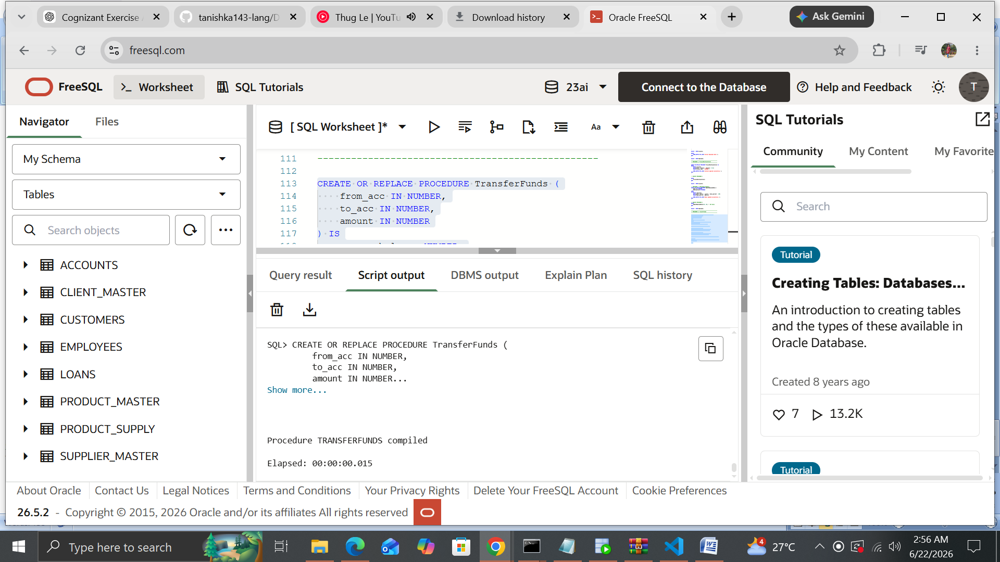 Cognizant Exercise
tanishka143-lang/D
Thug Le | YouTu
Download history
Oracle FreeSQL
Ask Gemini
freesql.com
FreeSQL
Worksheet
SQL Tutorials
23ai
Connect to the Database
Help and Feedback
T
Navigator
Files
My Schema
Tables
Search objects
ACCOUNTS
CLIENT_MASTER
CUSTOMERS
EMPLOYEES
LOANS
PRODUCT_MASTER
PRODUCT_SUPPLY
SUPPLIER_MASTER
[ SQL Worksheet ]*
Aa
111 --------------------------------------------------
112
113 CREATE OR REPLACE PROCEDURE TransferFunds (
114 from_acc IN NUMBER,
115 to_acc IN NUMBER,
116 amount IN NUMBER
117 ) IS
Query result
Script output
DBMS output
Explain Plan
SQL history
SQL> CREATE OR REPLACE PROCEDURE TransferFunds (
from_acc IN NUMBER,
to_acc IN NUMBER,
amount IN NUMBER...
Show more...
Procedure TRANSFERFUNDS compiled
Elapsed: 00:00:00.015
SQL Tutorials
Community
My Content
My Favorite
Search
Tutorial
Creating Tables: Databases...
An introduction to creating tables
and the types of these available in
Oracle Database.
Created 8 years ago
7
13.2K
Tutorial
About Oracle
Contact Us
Legal Notices
Terms and Conditions
Your Privacy Rights
Delete Your FreeSQL Account
Cookie Preferences
26.5.2 - Copyright © 2015, 2026 Oracle and/or its affiliates All rights reserved
Type here to search
4
27°C
2:56 AM
6/22/2026